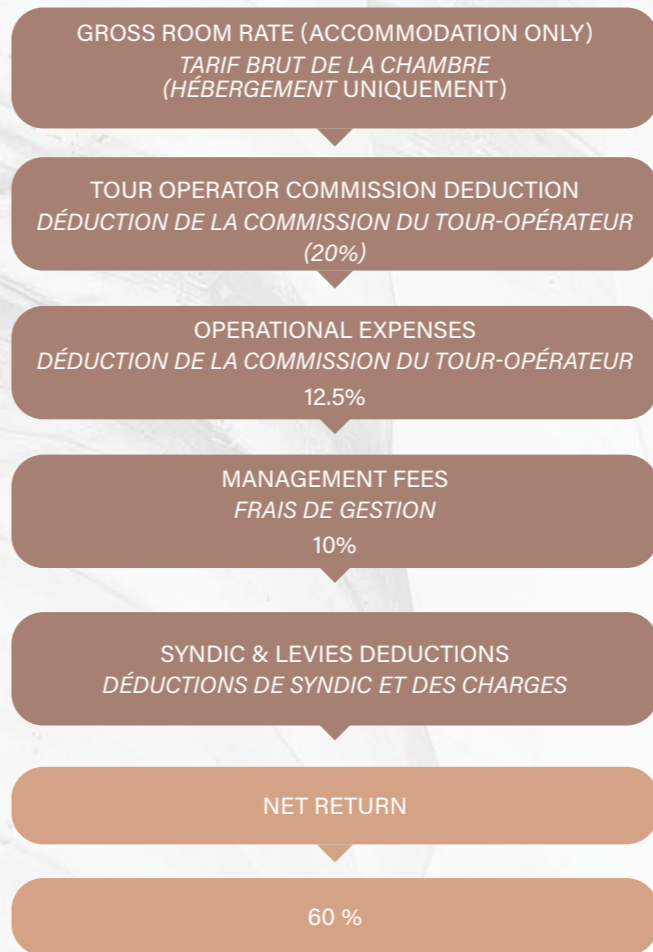 GROSS ROOM RATE (ACCOMMODATION ONLY)
TARIF BRUT DE LA CHAMBRE
(HÉBERGEMENT UNIQUEMENT)
TOUR OPERATOR COMMISSION DEDUCTION
DÉDUCTION DE LA COMMISSION DU TOUR-OPÉRATEUR
(20%)
OPERATIONAL EXPENSES
DÉDUCTION DE LA COMMISSION DU TOUR-OPÉRATEUR
12.5%
MANAGEMENT FEES
FRAIS DE GESTION
10%
SYNDIC & LEVIES DEDUCTIONS
DÉDUCTIONS DE SYNDIC ET DES CHARGES
NET RETURN
60 %